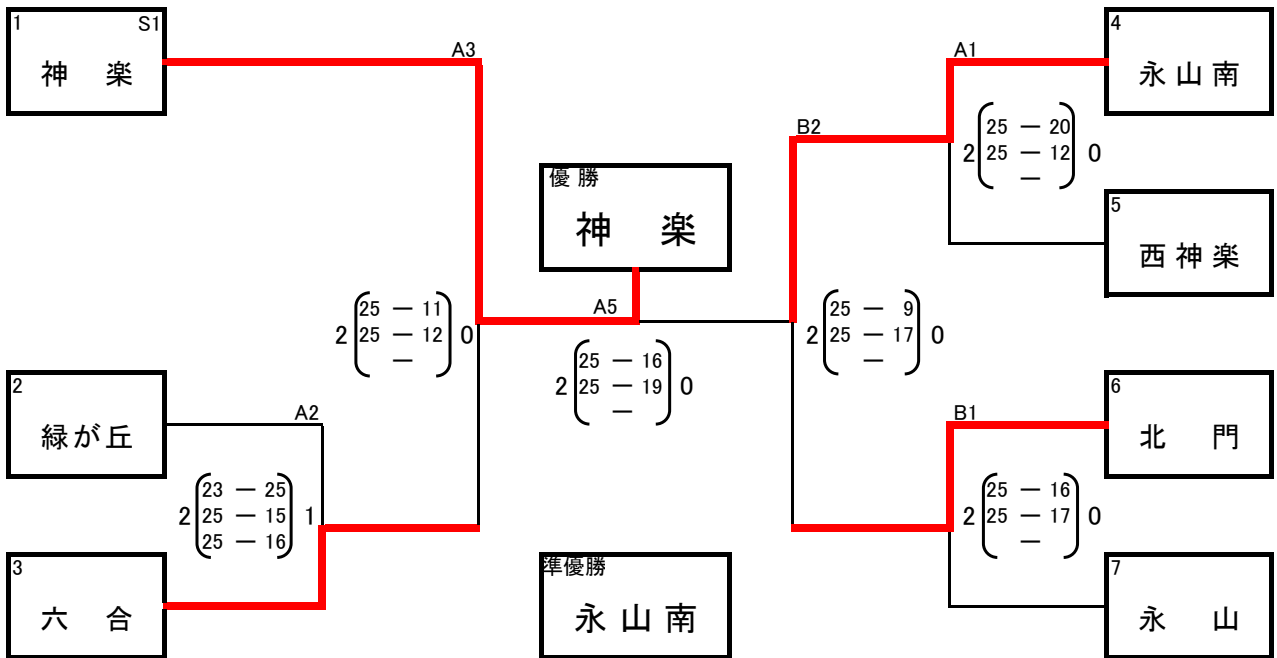 1 S1
神 楽
A3
A1
4
永山南
B2
2 25 － 20 0
25 － 12
－
優勝
神 楽
5
西神楽
2 25 － 11 0
25 － 12
－
A5
2 25 － 9 0
25 － 17
－
2 25 － 16 0
25 － 19
－
2
緑が丘
A2
B1
6
北 門
2 23 － 25 1
25 － 15
25 － 16
2 25 － 16 0
25 － 17
－
3
六 合
準優勝
永山南
7
永 山